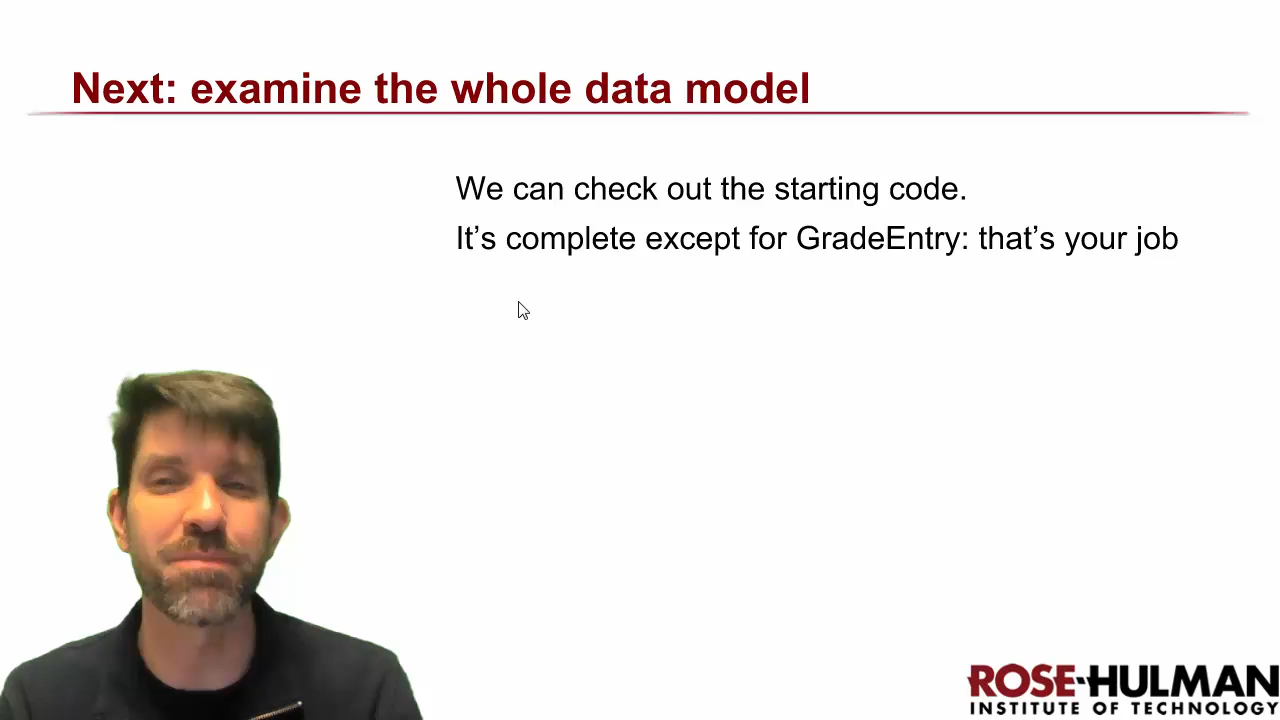 Next: examine the whole data model
We can check out the starting code.
It’s complete except for GradeEntry: that’s your job
ROSE-HULMAN
INSTITUTE OF TECHNOLOGY